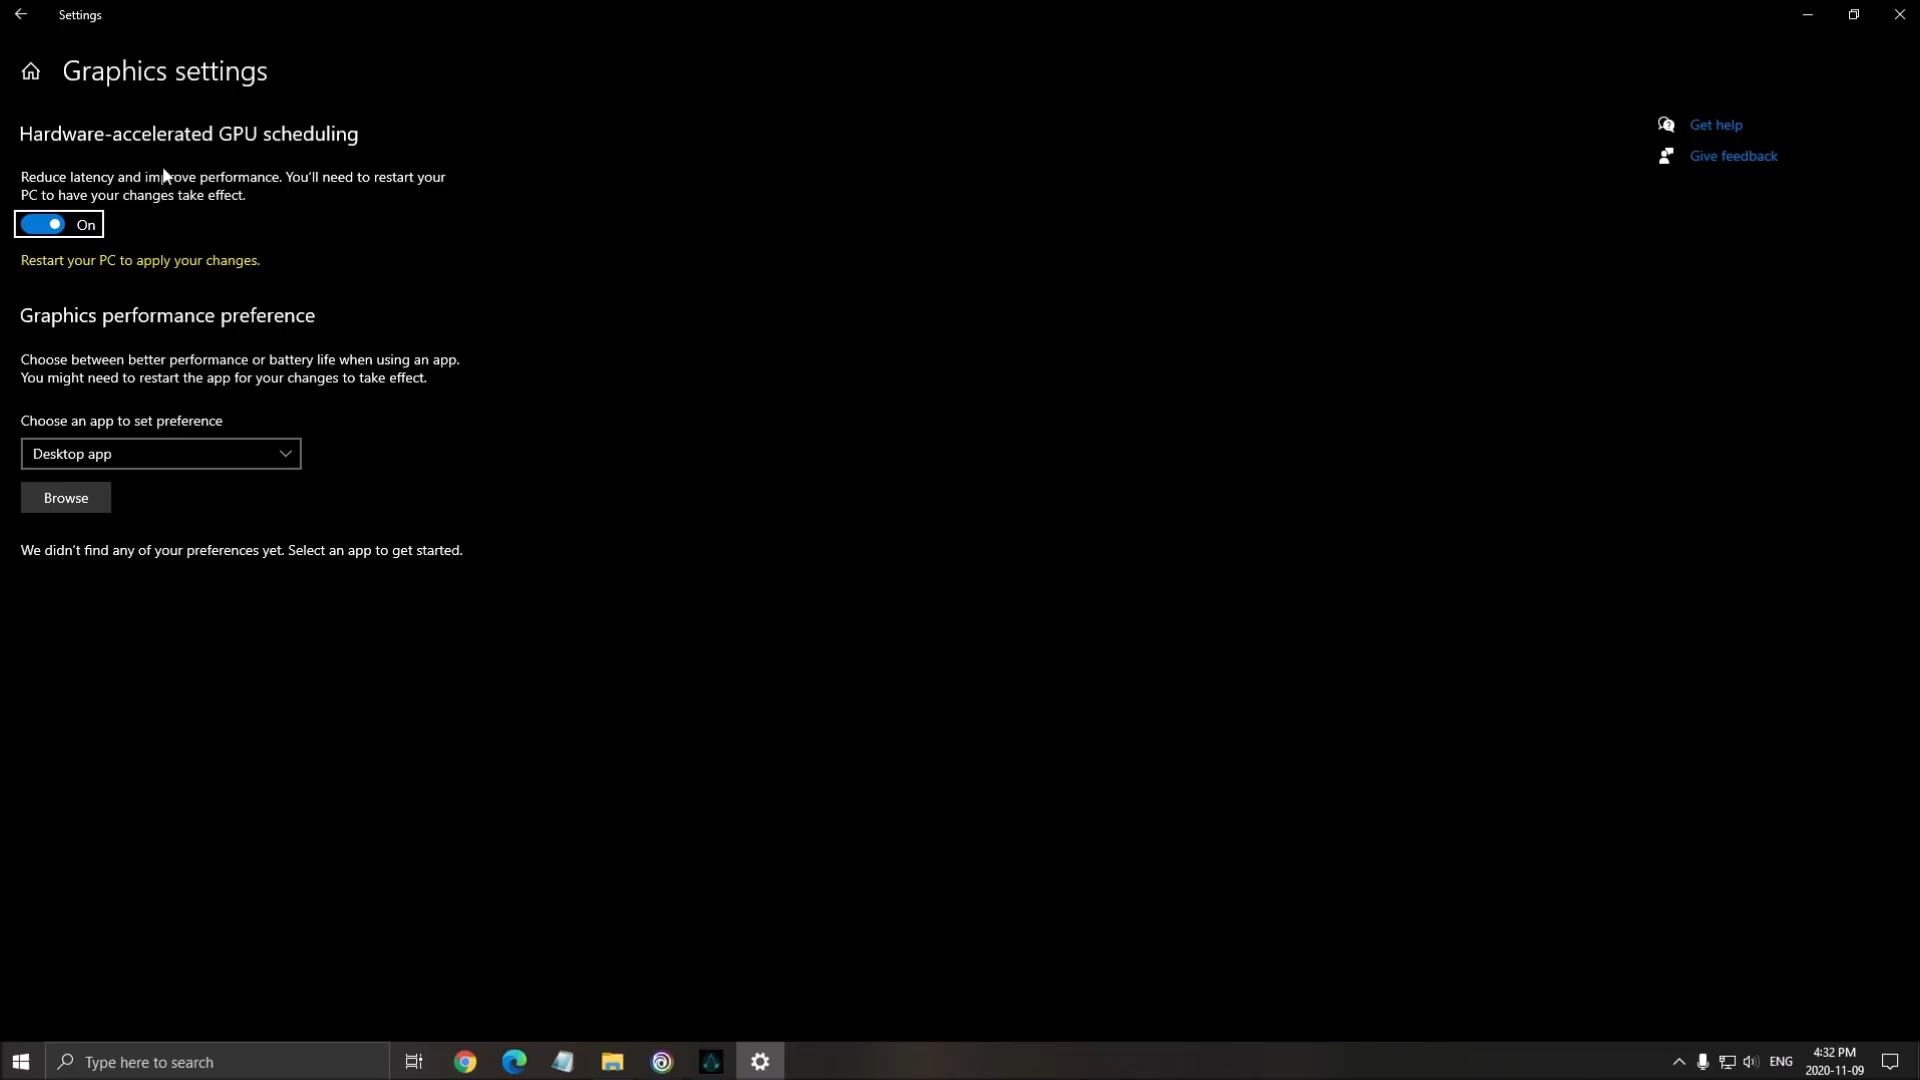 Settings
Graphics settings
Hardware-accelerated GPU scheduling
Reduce latency and improve performance. You'll need to restart your
PC to have your changes take effect.
On
Restart your PC to apply your changes.
Graphics performance preference
Choose between better performance or battery life when using an app.
You might need to restart the app for your changes to take effect.
Choose an app to set preference
Desktop app
Browse
We didn't find any of your preferences yet. Select an app to get started.
Get help
Give feedback
Type here to search
ENG
4:32 PM
2020-11-09